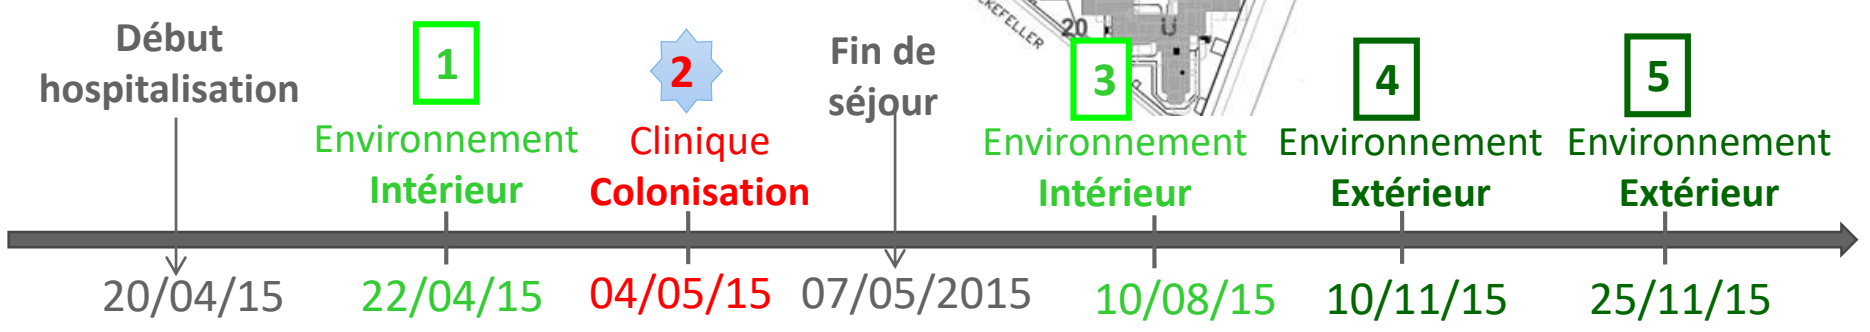 Début
hospitalisation
1
Environnement
Intérieur
2
Clinique
Colonisation
Fin de
séjour
20
3
Environnement
Intérieur
4
Environnement
Extérieur
5
Environnement
Extérieur
20/04/15
22/04/15
04/05/15
07/05/2015
10/08/15
10/11/15
25/11/15